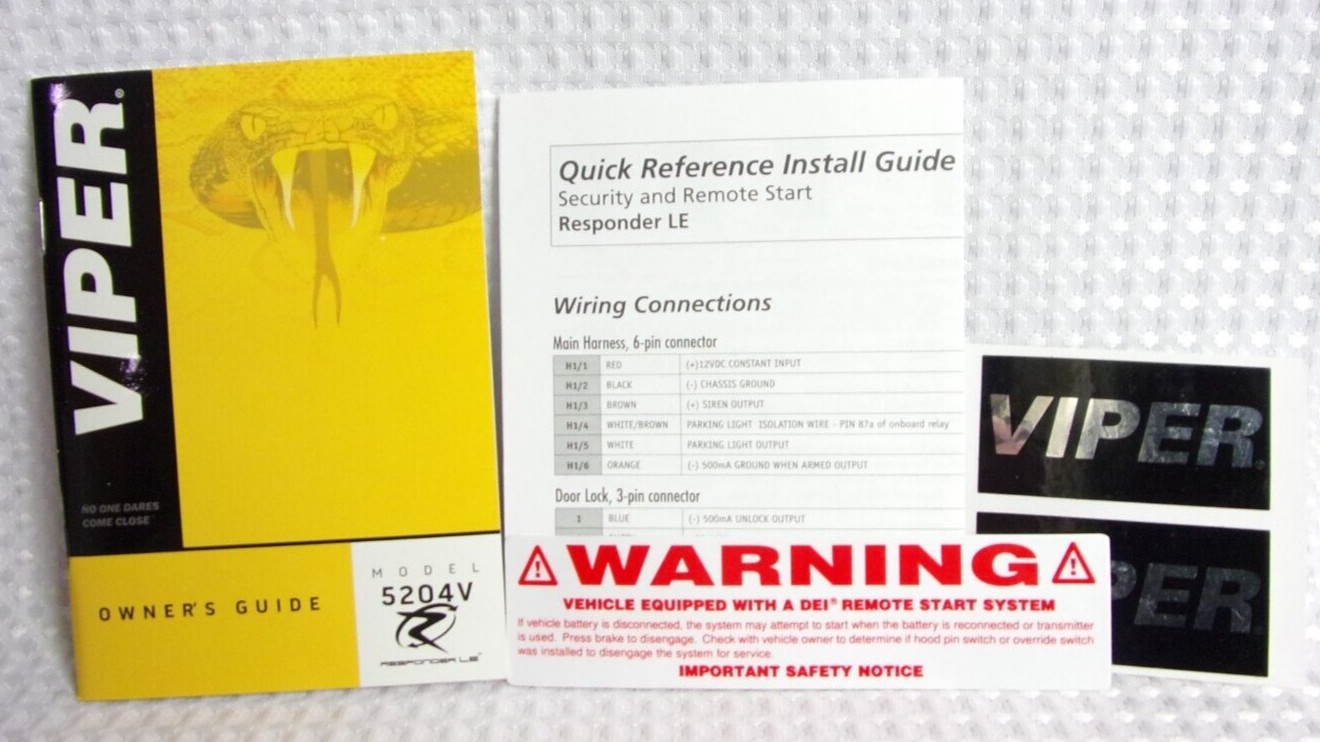 VIPER®
NO ONE DARES
COME CLOSE™
OWNER'S GUIDE
MODEL
5204V
RESPONDER LE™
Quick Reference Install Guide
Security and Remote Start
Responder LE
Wiring Connections
Main Harness, 6-pin connector
H1/1 RED (+)12VDC CONSTANT INPUT
H1/2 BLACK (-) CHASSIS GROUND
H1/3 BROWN (+) SIREN OUTPUT
H1/4 WHITE/BROWN PARKING LIGHT ISOLATION WIRE - PIN 87a of onboard relay
H1/5 WHITE PARKING LIGHT OUTPUT
H1/6 ORANGE (-) 500mA GROUND WHEN ARMED OUTPUT
Door Lock, 3-pin connector
1 BLUE (-) 500mA UNLOCK OUTPUT
WARNING
VEHICLE EQUIPPED WITH A DEI® REMOTE START SYSTEM
If vehicle battery is disconnected, the system may attempt to start when the battery is reconnected or transmitter
is used. Press brake to disengage. Check with vehicle owner to determine if hood pin switch or override switch
was installed to disengage the system for service.
IMPORTANT SAFETY NOTICE
VIPER®
PER